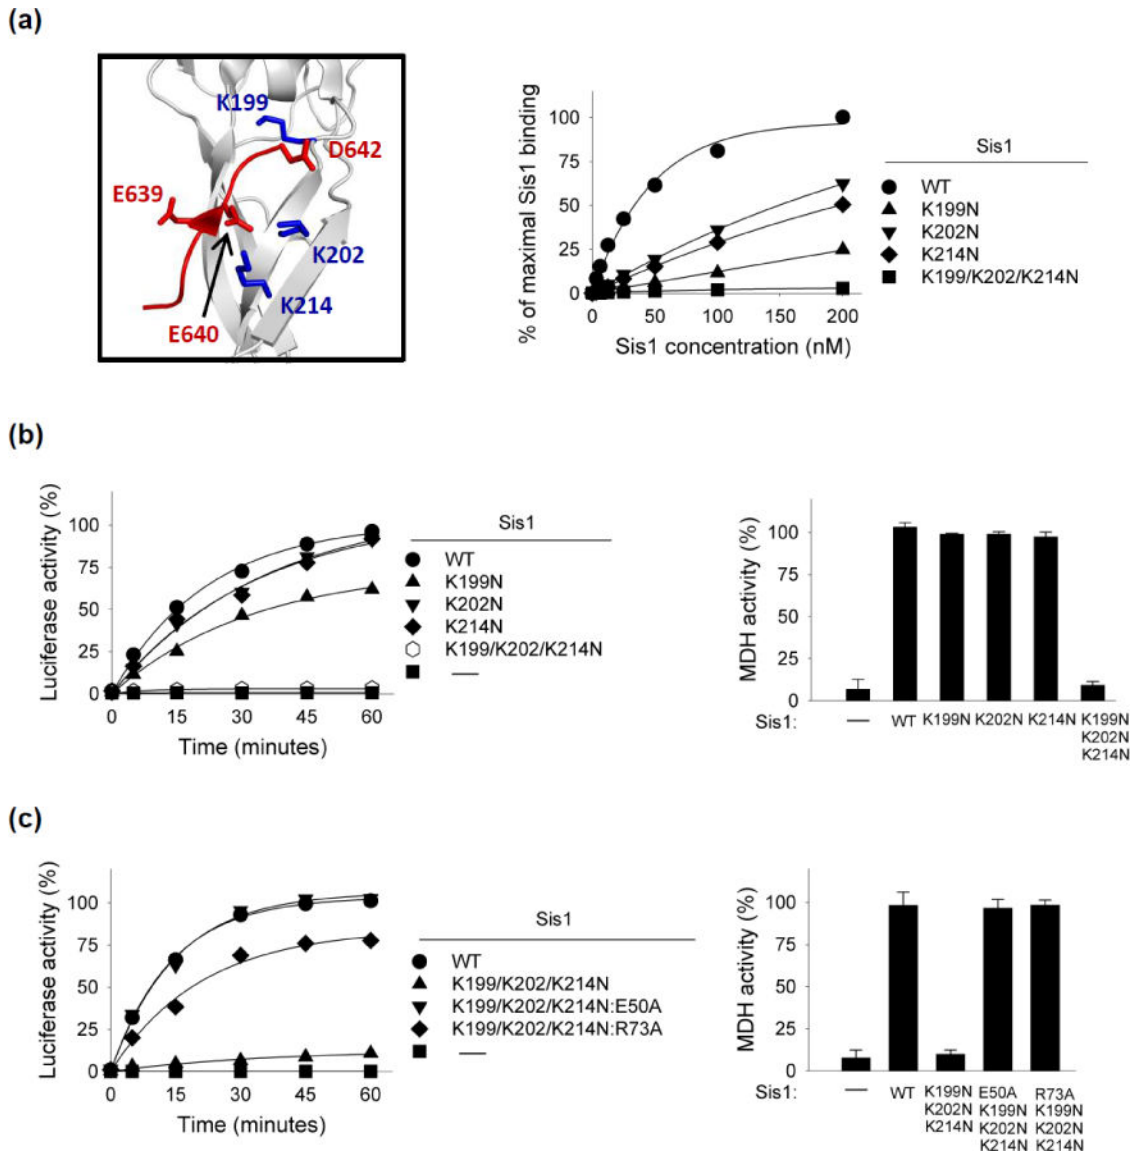 (a)
K199
D642
E639
K202
K214
E640
% of maximal Sis1 binding
100
75
50
25
0
0 50 100 150 200
Sis1 concentration (nM)
Sis1
WT
K199N
K202N
K214N
K199/K202/K214N
(b)
Luciferase activity (%)
100
75
50
25
0
0 15 30 45 60
Time (minutes)
Sis1
WT
K199N
K202N
K214N
K199/K202/K214N
—
MDH activity (%)
125
100
75
50
25
0
Sis1: — WT K199N K202N K214N K199N
K202N
K214N
(c)
Luciferase activity (%)
100
75
50
25
0
0 15 30 45 60
Time (minutes)
Sis1
WT
K199/K202/K214N
K199/K202/K214N:E50A
K199/K202/K214N:R73A
—
MDH activity (%)
125
100
75
50
25
0
Sis1: — WT K199N E50A R73A
K202N K199N K199N
K214N K202N K202N
K214N K214N